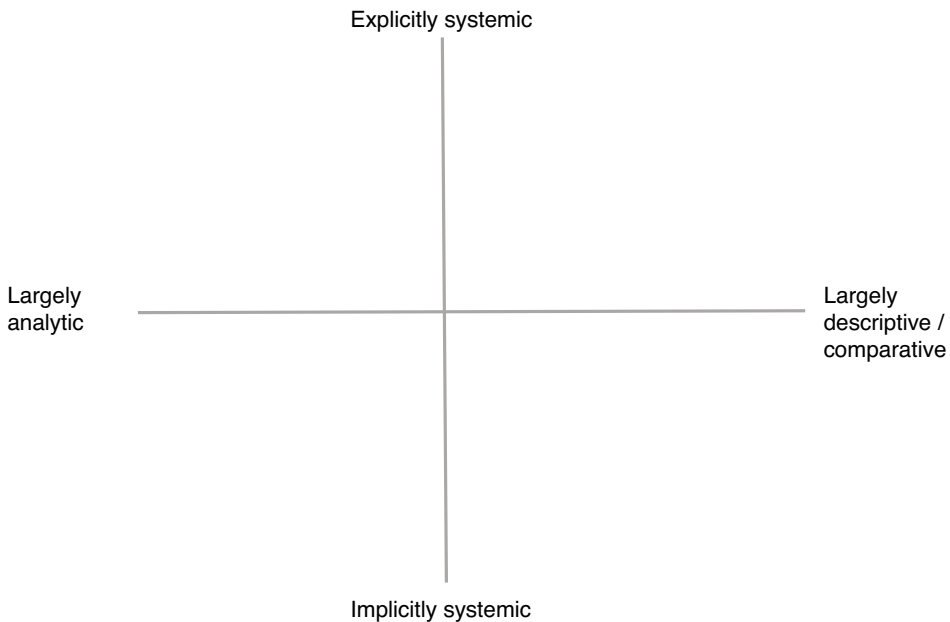 Explicitly systemic
Largely
analytic
Largely
descriptive /
comparative
Implicitly systemic